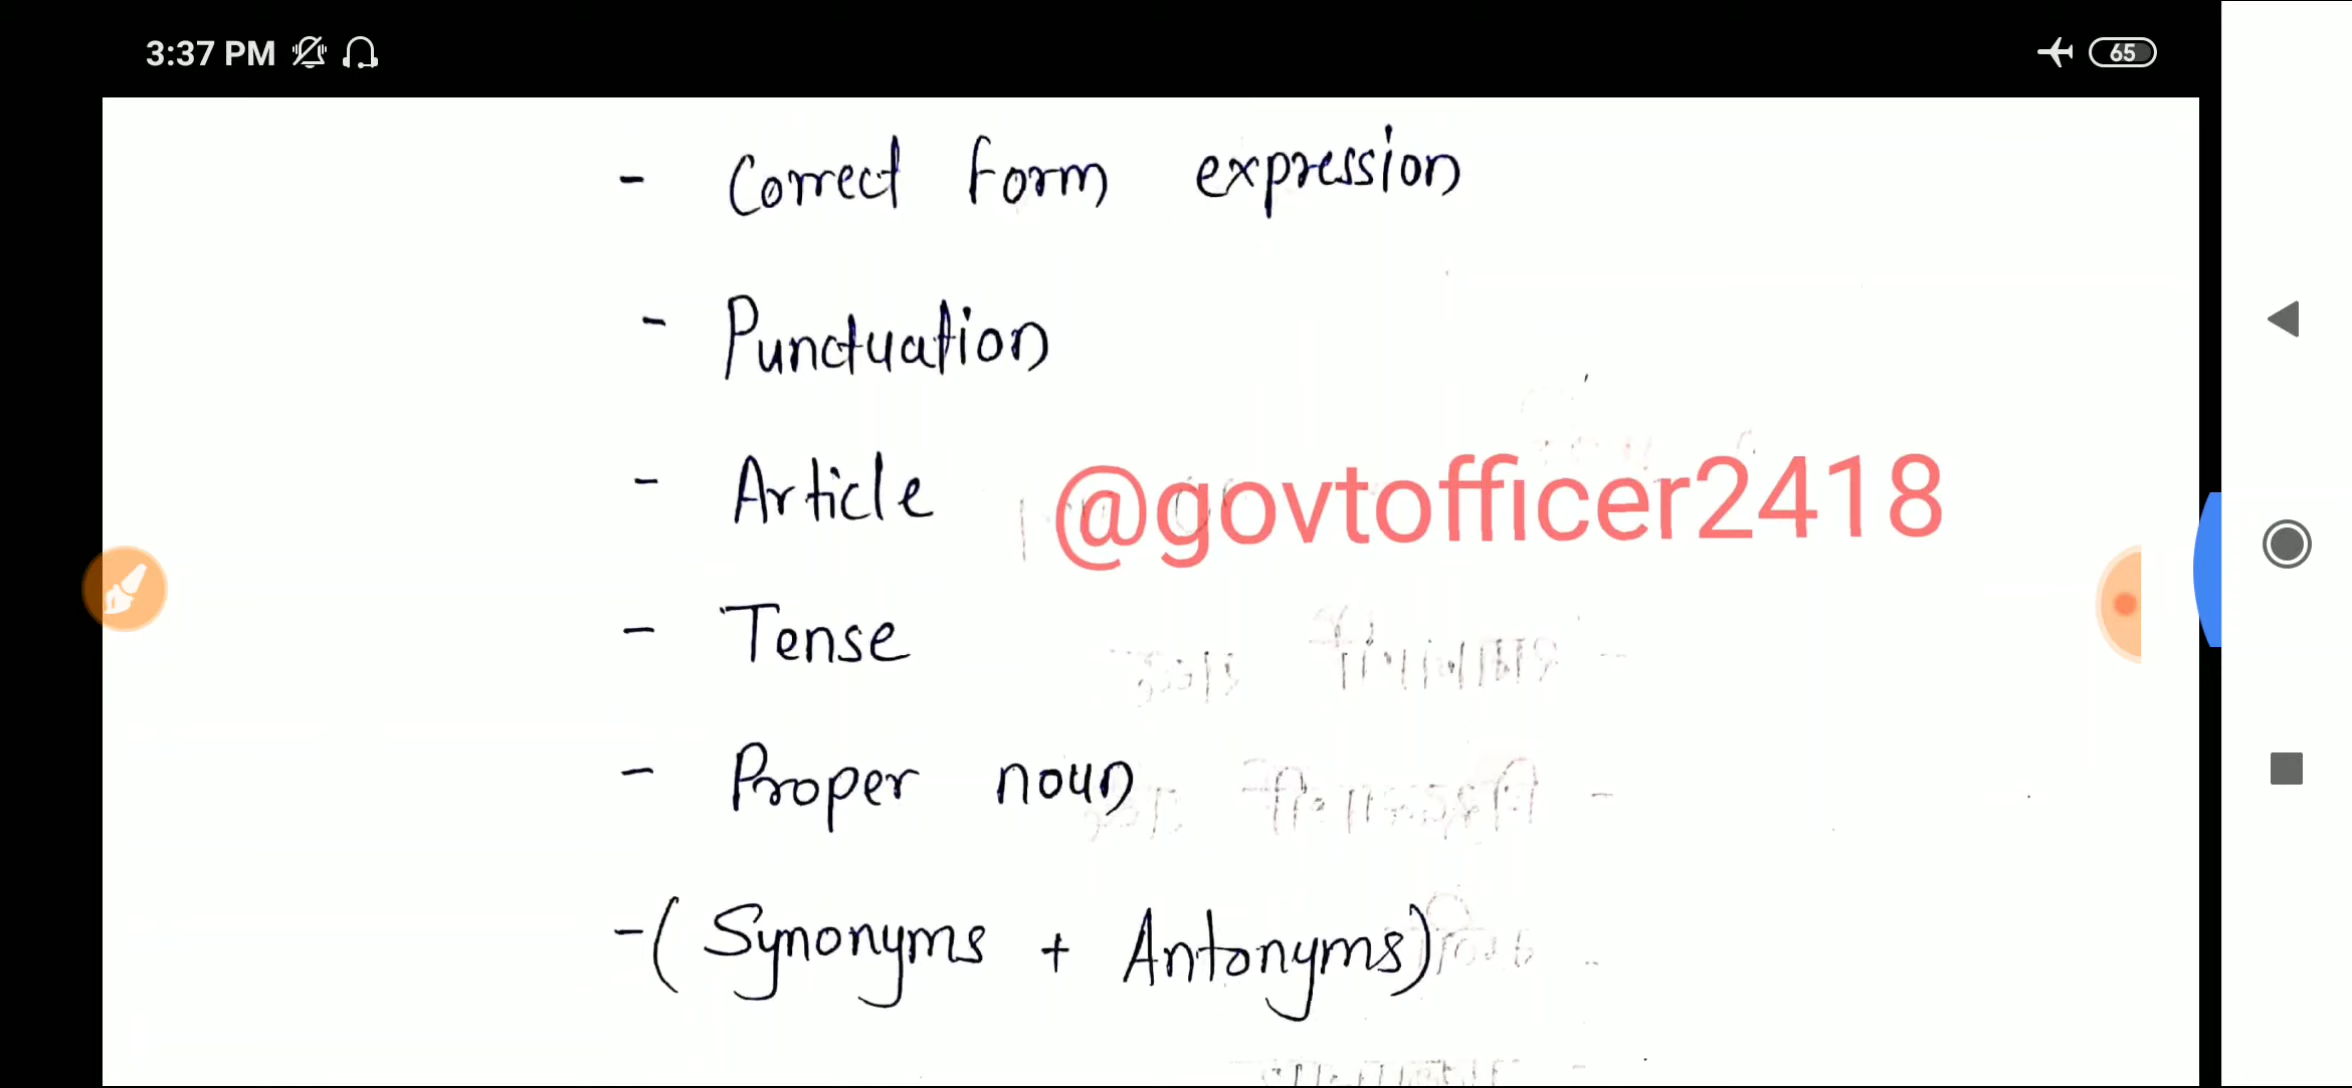 3:37 PM
65
- Correct form expression
- Punctuation
- Article @govtofficer2418
- Tense
- Proper noun
-( Synonyms + Antonyms)